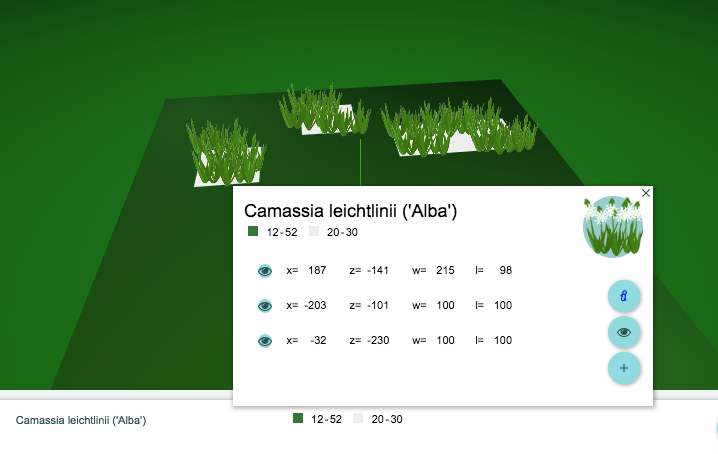 Camassia leichtlinii ('Alba')
12-52 20-30
x= 187 z= -141 w= 215 l= 98
x= -203 z= -101 w= 100 l= 100
x= -32 z= -230 w= 100 l= 100
+
Camassia leichtlinii ('Alba') 12-52 20-30